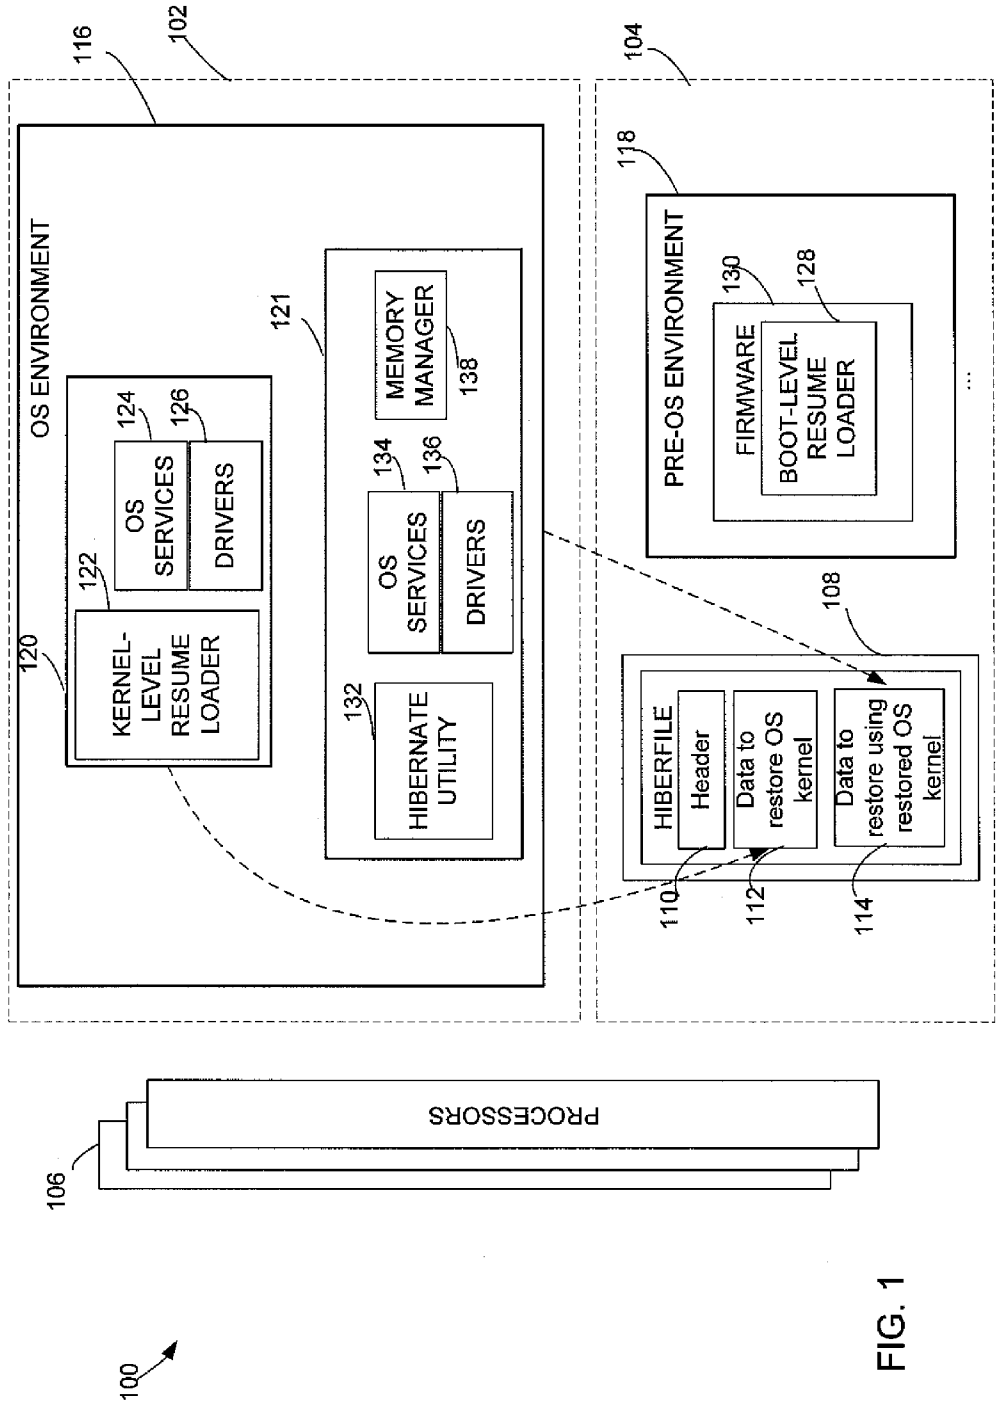 100
106
PROCESSORS
102
116
OS ENVIRONMENT
120
122
KERNEL-
LEVEL
RESUME
LOADER
124
OS
SERVICES
126
DRIVERS
121
132
HIBERNATE
UTILITY
134
OS
SERVICES
136
DRIVERS
MEMORY
MANAGER
138
104
108
HIBERFILE
110
Header
112
Data to
restore OS
kernel
114
Data to
restore using
restored OS
kernel
118
PRE-OS ENVIRONMENT
130
FIRMWARE
128
BOOT-LEVEL
RESUME
LOADER
...
FIG. 1